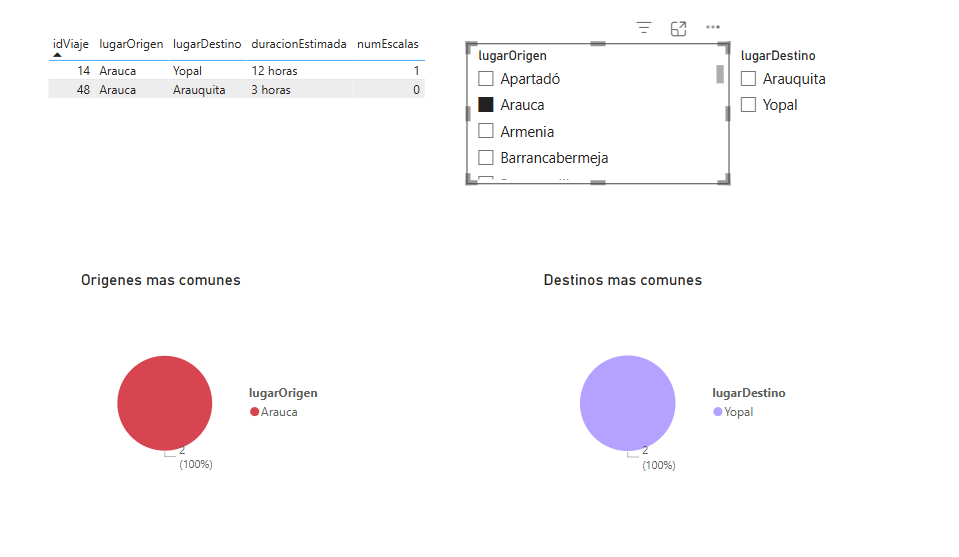 idViaje lugarOrigen lugarDestino duracionEstimada numEscalas
14 Arauca Yopal 12 horas 1
48 Arauca Arauquita 3 horas 0
lugarOrigen
Apartadó
Arauca
Armenia
Barrancabermeja
lugarDestino
Arauquita
Yopal
Origenes mas comunes
lugarOrigen
Arauca
2
(100%)
Destinos mas comunes
lugarDestino
Yopal
2
(100%)